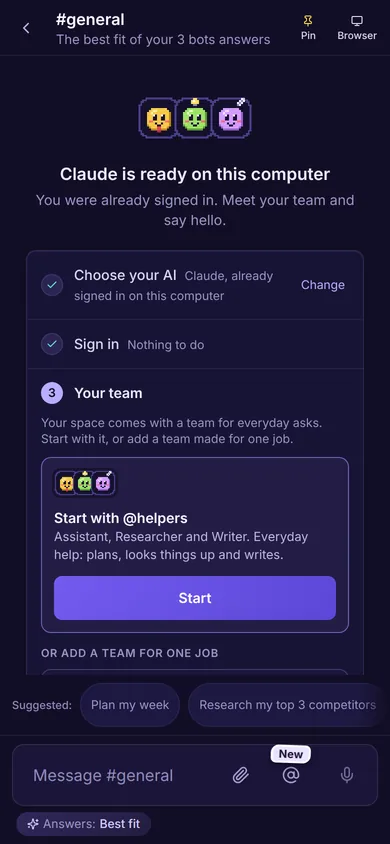 #general
The best fit of your 3 bots answers
Pin
Browser
Claude is ready on this computer
You were already signed in. Meet your team and
say hello.
Choose your AI Claude, already
signed in on this computer
Change
Sign in Nothing to do
3 Your team
Your space comes with a team for everyday asks.
Start with it, or add a team made for one job.
Start with @helpers
Assistant, Researcher and Writer. Everyday
help: plans, looks things up and writes.
Start
OR ADD A TEAM FOR ONE JOB
Suggested:
Plan my week
Research my top 3 competitors
New
Message #general
Answers: Best fit